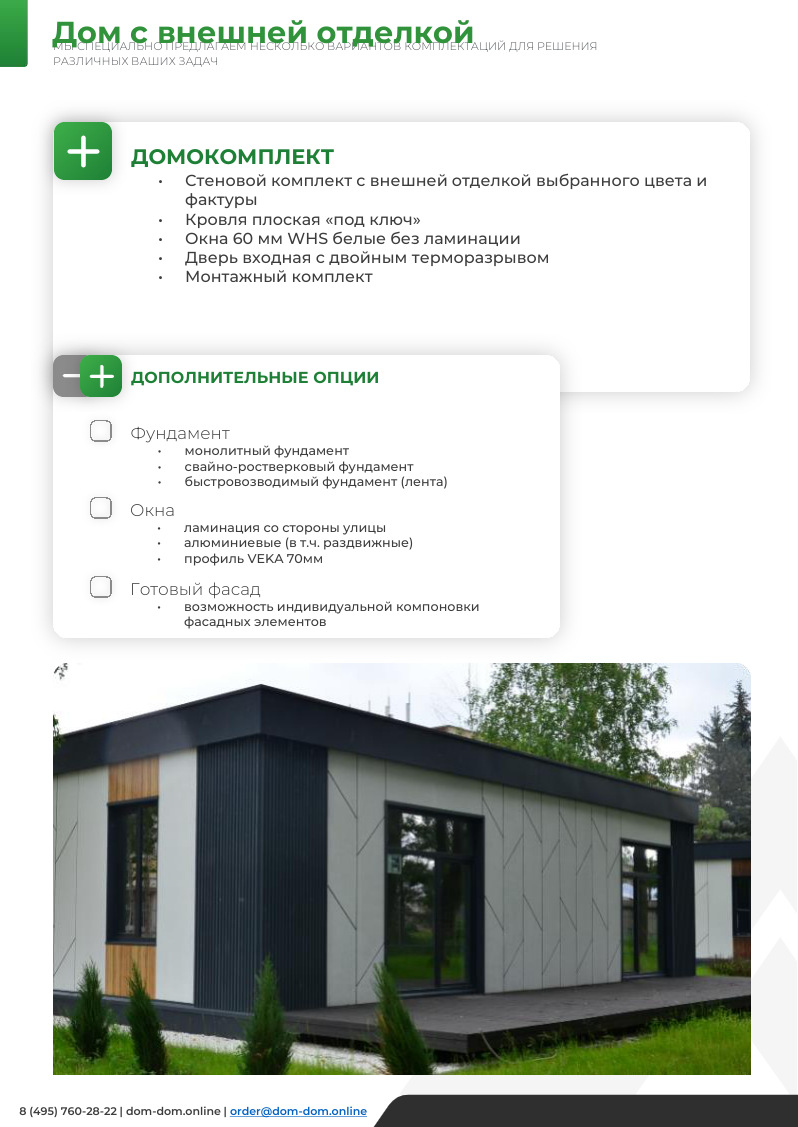 Дом с внешней отделкой
МЫ СПЕЦИАЛЬНО ПРЕДЛАГАЕМ НЕСКОЛЬКО ВАРИАНТОВ КОМПЛЕКТАЦИЙ ДЛЯ РЕШЕНИЯ
РАЗЛИЧНЫХ ВАШИХ ЗАДАЧ
ДОМОКОМПЛЕКТ
• Стеновой комплект с внешней отделкой выбранного цвета и
фактуры
• Кровля плоская «под ключ»
• Окна 60 мм WHS белые без ламинации
• Дверь входная с двойным терморазрывом
• Монтажный комплект
ДОПОЛНИТЕЛЬНЫЕ ОПЦИИ
Фундамент
• монолитный фундамент
• свайно-ростверковый фундамент
• быстровозводимый фундамент (лента)
Окна
• ламинация со стороны улицы
• алюминиевые (в т.ч. раздвижные)
• профиль VEKA 70мм
Готовый фасад
• возможность индивидуальной компоновки
фасадных элементов
8 (495) 760-28-22 | dom-dom.online | order@dom-dom.online